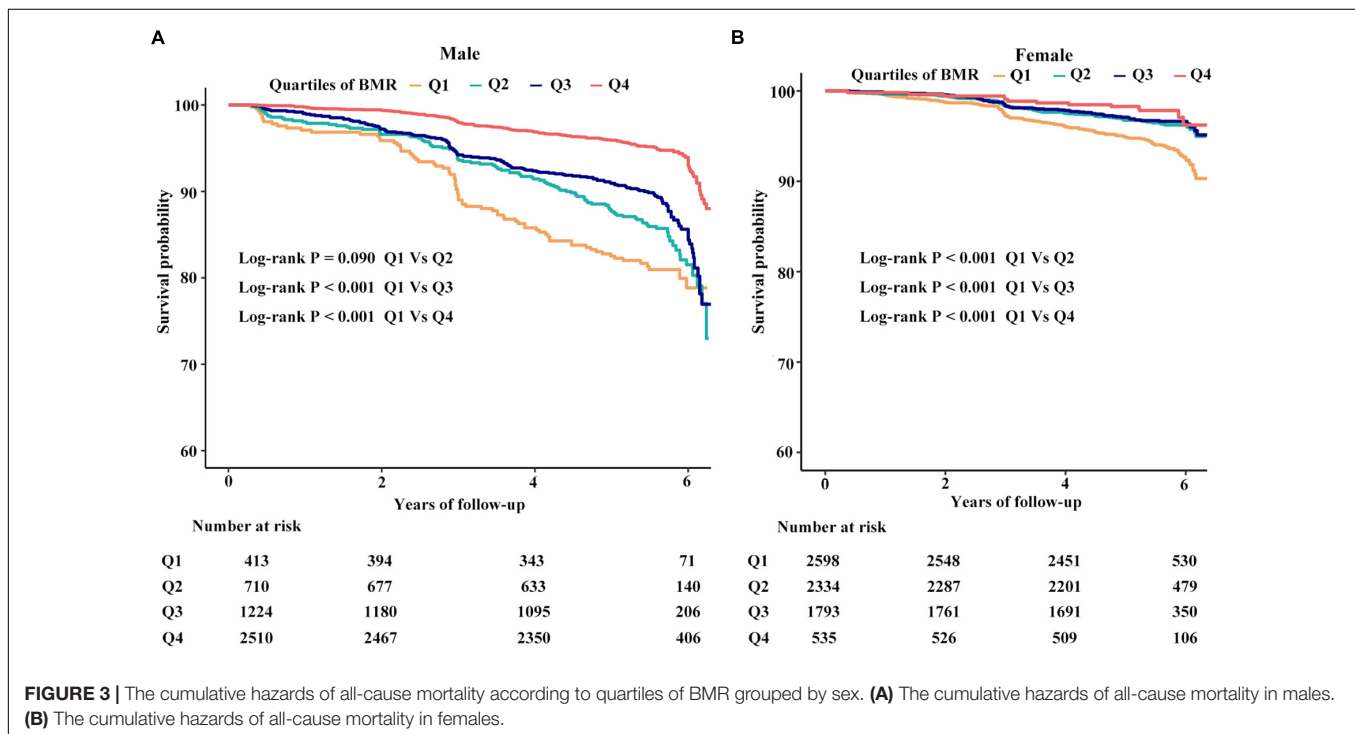 A
Male
Quartiles of BMR Q1 Q2 Q3 Q4
Survival probability
100
90
80
70
60
Log-rank P = 0.090 Q1 Vs Q2
Log-rank P < 0.001 Q1 Vs Q3
Log-rank P < 0.001 Q1 Vs Q4
0 2 4 6
Years of follow-up
Number at risk
Q1 413 394 343 71
Q2 710 677 633 140
Q3 1224 1180 1095 206
Q4 2510 2467 2350 406
B
Female
Quartiles of BMR Q1 Q2 Q3 Q4
Survival probability
100
90
80
70
60
Log-rank P < 0.001 Q1 Vs Q2
Log-rank P < 0.001 Q1 Vs Q3
Log-rank P < 0.001 Q1 Vs Q4
0 2 4 6
Years of follow-up
Number at risk
Q1 2598 2548 2451 530
Q2 2334 2287 2201 479
Q3 1793 1761 1691 350
Q4 535 526 509 106
FIGURE 3 | The cumulative hazards of all-cause mortality according to quartiles of BMR grouped by sex. (A) The cumulative hazards of all-cause mortality in males.
(B) The cumulative hazards of all-cause mortality in females.